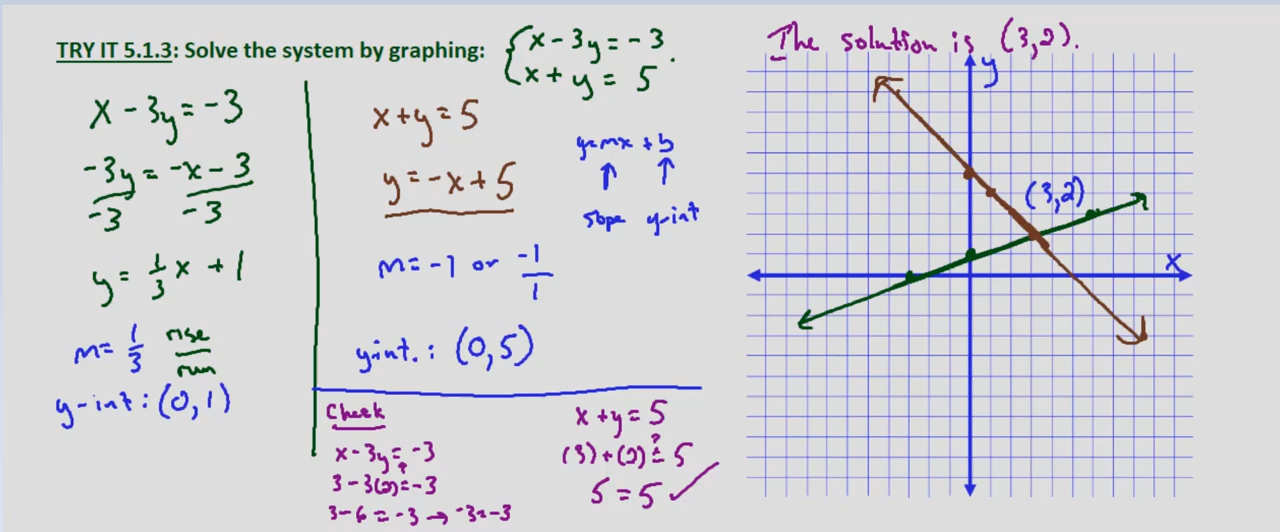 TRY IT 5.1.3: Solve the system by graphing: { x - 3y = -3
x + y = 5 .
The solution is (3,2).
x - 3y = -3
-3y = -x - 3
-3 -3
y = 1/3 x + 1
m = 1/3 rise/run
y-int : (0,1)
x+y = 5
y = -x + 5
y=mx + b
↑ ↑
slope y-int
m = -1 or -1/1
y-int. : (0,5)
Check
x - 3y = -3
?
3 - 3(2) = -3
3 - 6 = -3 → -3 = -3
x + y = 5
(3) + (2) ?= 5
5 = 5 ✓
y
(3,2)
x